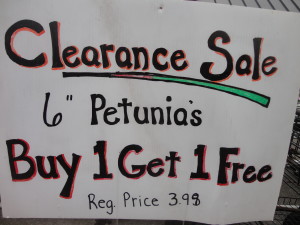 Clearance Sale
6" Petunia's
Buy 1 Get 1 Free
Reg. Price 3.98